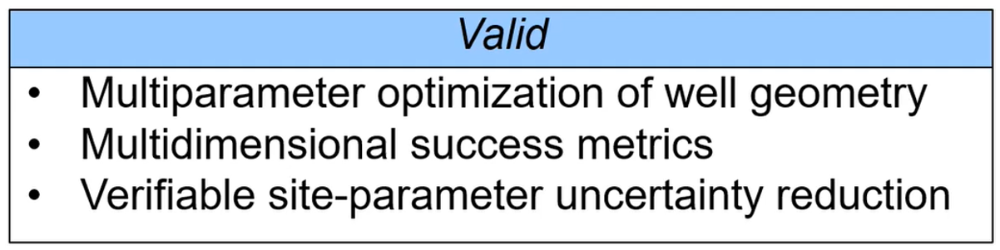 Valid
• Multiparameter optimization of well geometry
• Multidimensional success metrics
• Verifiable site-parameter uncertainty reduction